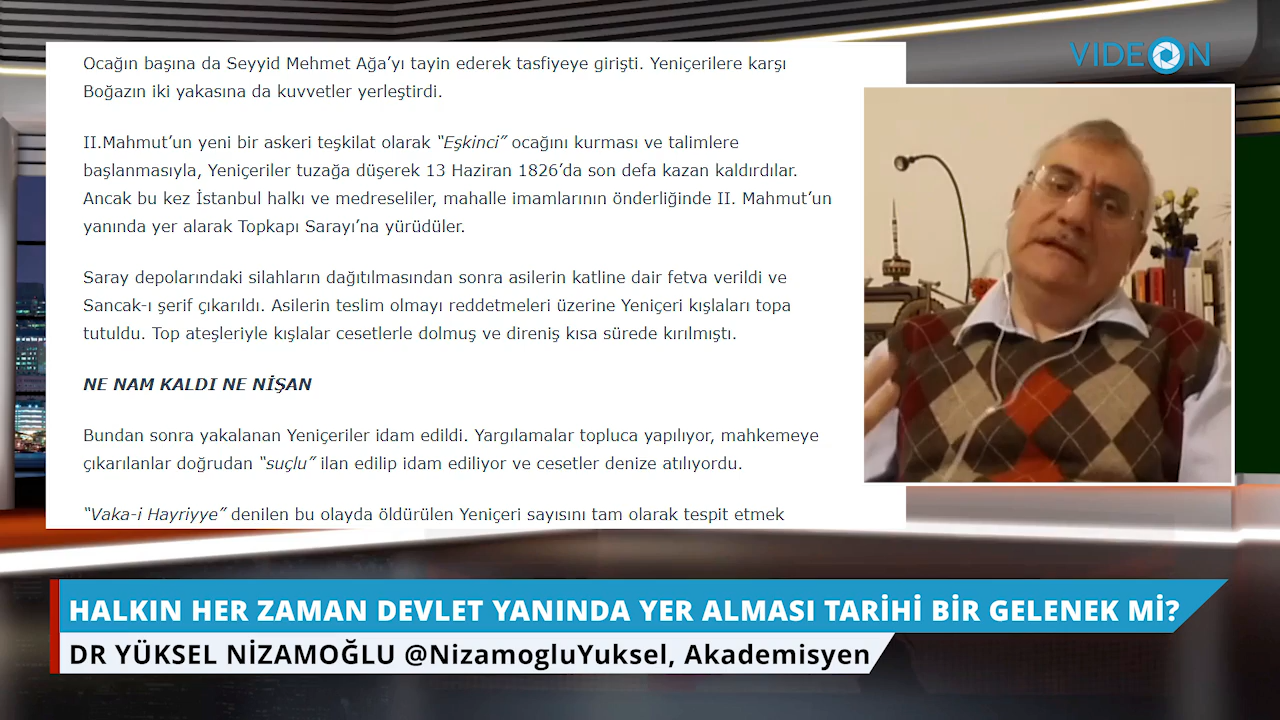 VIDEON
Ocağın başına da Seyyid Mehmet Ağa’yı tayin ederek tasfiyeye girişti. Yeniçerilere karşı
Boğazın iki yakasına da kuvvetler yerleştirdi.
II.Mahmut’un yeni bir askeri teşkilat olarak “Eşkinci” ocağını kurması ve talimlere
başlanmasıyla, Yeniçeriler tuzağa düşerek 13 Haziran 1826’da son defa kazan kaldırdılar.
Ancak bu kez İstanbul halkı ve medreseliler, mahalle imamlarının önderliğinde II. Mahmut’un
yanında yer alarak Topkapı Sarayı’na yürüdüler.
Saray depolarındaki silahların dağıtılmasından sonra asilerin katline dair fetva verildi ve
Sancak-ı şerif çıkarıldı. Asilerin teslim olmayı reddetmeleri üzerine Yeniçeri kışlaları topa
tutuldu. Top ateşleriyle kışlalar cesetlerle dolmuş ve direniş kısa sürede kırılmıştı.
NE NAM KALDI NE NİŞAN
Bundan sonra yakalanan Yeniçeriler idam edildi. Yargılamalar topluca yapılıyor, mahkemeye
çıkarılanlar doğrudan “suçlu” ilan edilip idam ediliyor ve cesetler denize atılıyordu.
“Vaka-i Hayriyye” denilen bu olayda öldürülen Yeniçeri sayısını tam olarak tespit etmek
HALKIN HER ZAMAN DEVLET YANINDA YER ALMASI TARİHİ BİR GELENEK Mİ?
DR YÜKSEL NİZAMOĞLU @NizamogluYuksel, Akademisyen